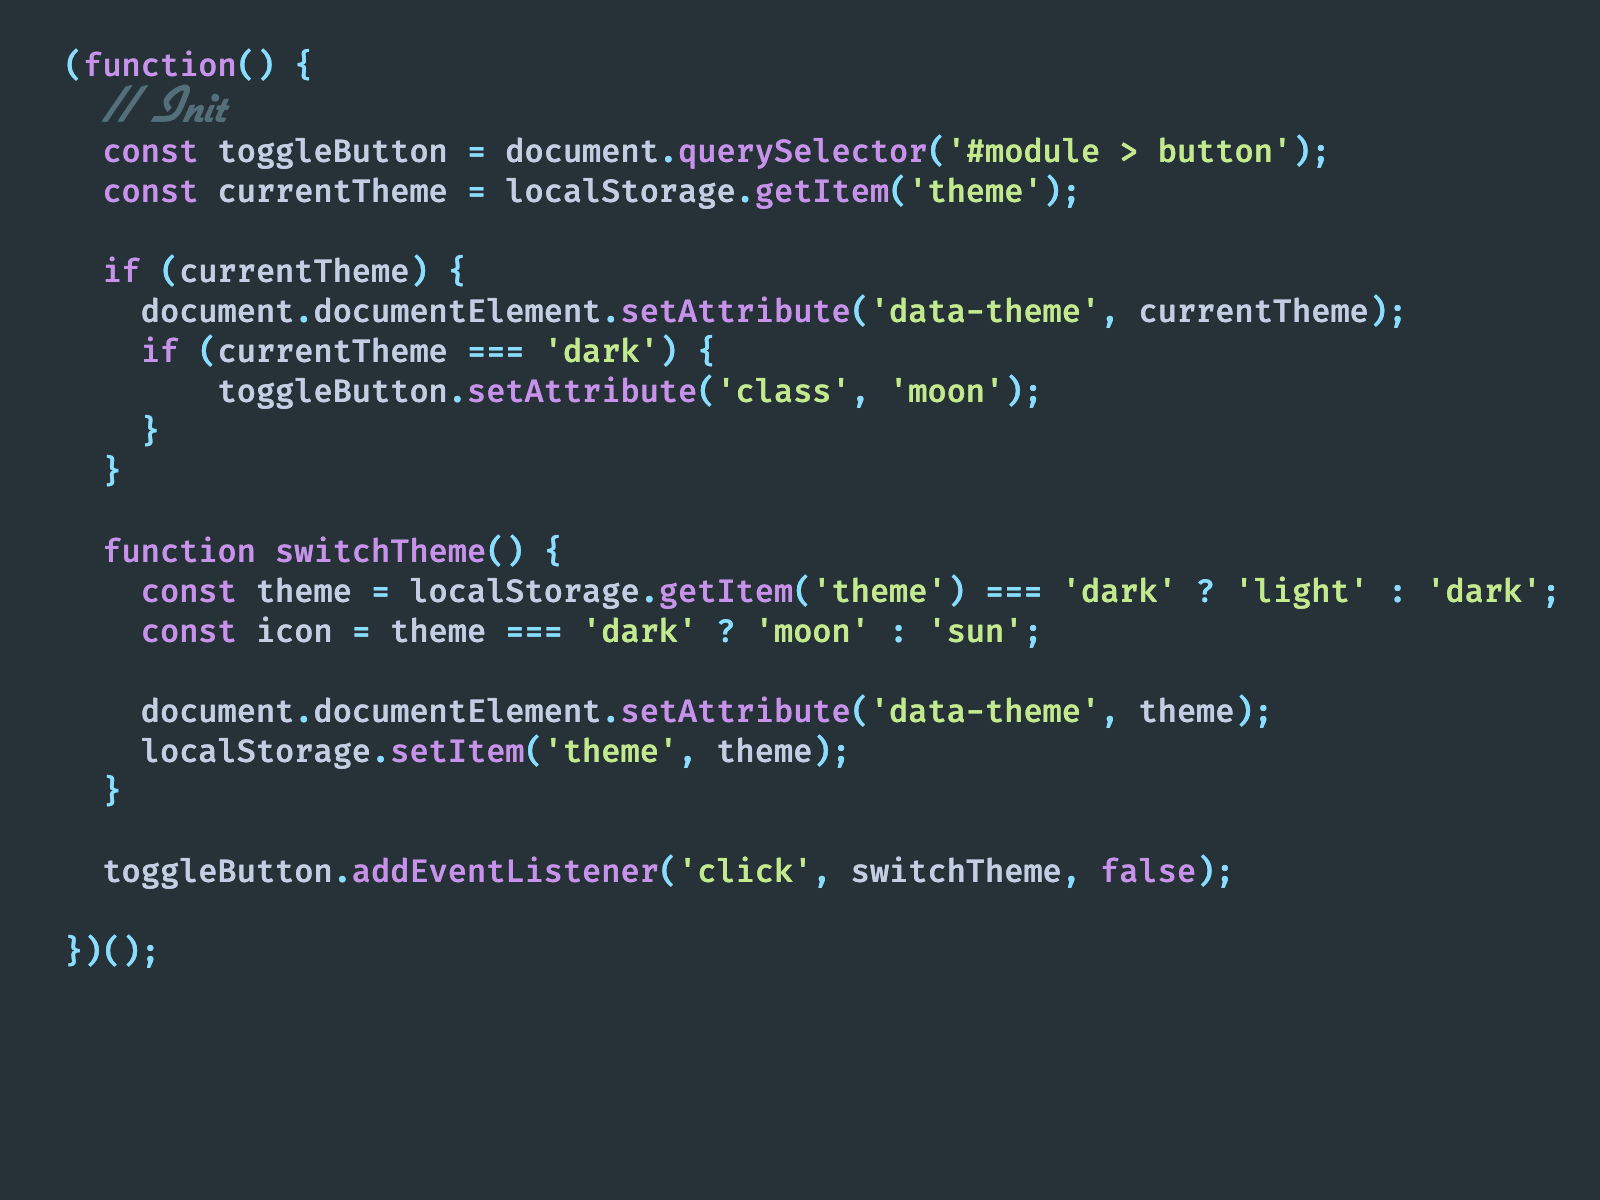 (function() {
  // Init
  const toggleButton = document.querySelector('#module > button');
  const currentTheme = localStorage.getItem('theme');

  if (currentTheme) {
    document.documentElement.setAttribute('data-theme', currentTheme);
    if (currentTheme === 'dark') {
        toggleButton.setAttribute('class', 'moon');
    }
  }

  function switchTheme() {
    const theme = localStorage.getItem('theme') === 'dark' ? 'light' : 'dark';
    const icon = theme === 'dark' ? 'moon' : 'sun';

    document.documentElement.setAttribute('data-theme', theme);
    localStorage.setItem('theme', theme);
  }

  toggleButton.addEventListener('click', switchTheme, false);

})();